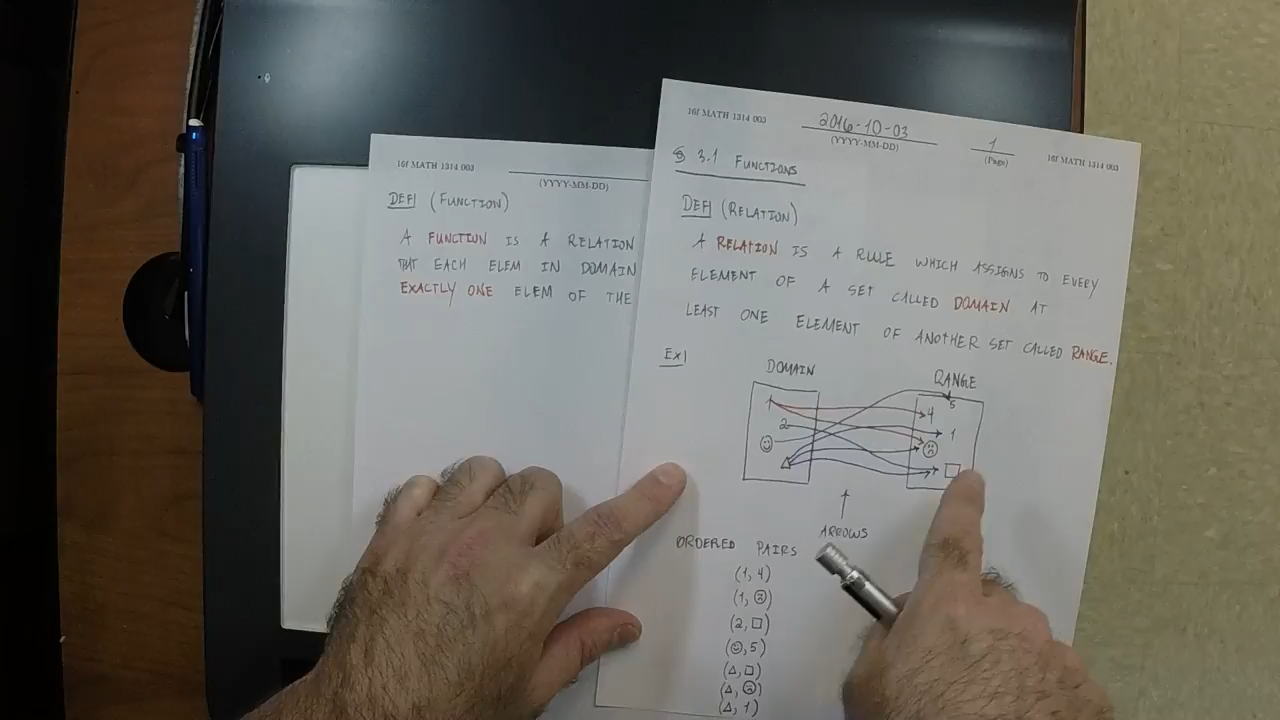 16f MATH 1314 003
(YYYY-MM-DD)
DEF (FUNCTION)
A FUNCTION IS A RELATION
THAT EACH ELEM IN DOMAIN
EXACTLY ONE ELEM OF THE
16f MATH 1314 003 2016-10-03 1 16f MATH 1314 003
(YYYY-MM-DD) (Page)
§ 3.1 FUNCTIONS
DEF (RELATION)
A RELATION IS A RULE WHICH ASSIGNS TO EVERY
ELEMENT OF A SET CALLED DOMAIN AT
LEAST ONE ELEMENT OF ANOTHER SET CALLED RANGE.
EX
DOMAIN RANGE
1 5
4
2 1
☺ ☹
△ □
ARROWS
ORDERED PAIRS
(1, 4)
(1, ☹)
(2, □)
(☺, 5)
(△, □)
(△, ☹)
(△, 1)